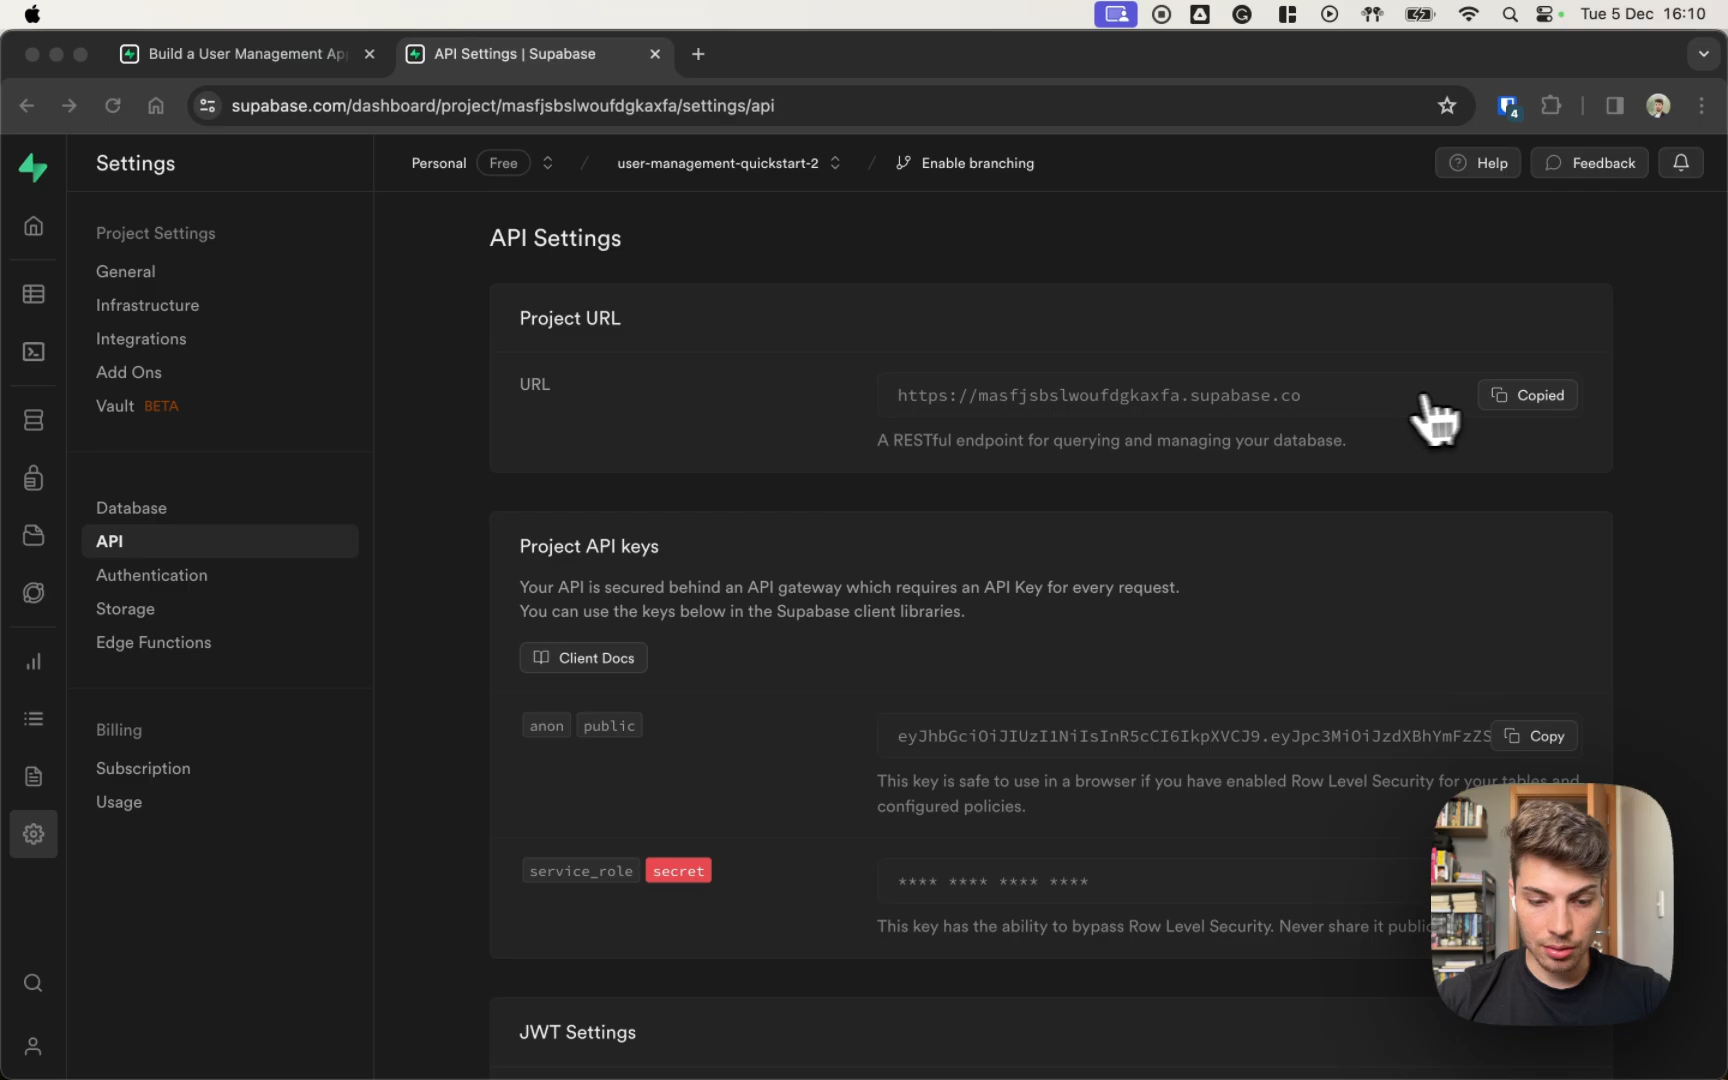 Tue 5 Dec 16:10
Build a User Management Ap
API Settings | Supabase
supabase.com/dashboard/project/masfjsbslwoufdgkaxfa/settings/api
4
Settings
Personal Free / user-management-quickstart-2 / Enable branching
Help
Feedback
Project Settings
General
Infrastructure
Integrations
Add Ons
Vault BETA
Database
API
Authentication
Storage
Edge Functions
Billing
Subscription
Usage
API Settings
Project URL
URL
https://masfjsbslwoufdgkaxfa.supabase.co
Copied
A RESTful endpoint for querying and managing your database.
Project API keys
Your API is secured behind an API gateway which requires an API Key for every request.
You can use the keys below in the Supabase client libraries.
Client Docs
anon public
eyJhbGciOiJIUzI1NiIsInR5cCI6IkpXVCJ9.eyJpc3MiOiJzdXBhYmFzZS
Copy
This key is safe to use in a browser if you have enabled Row Level Security for your tables and
configured policies.
service_role secret
**** **** **** ****
This key has the ability to bypass Row Level Security. Never share it publi
JWT Settings